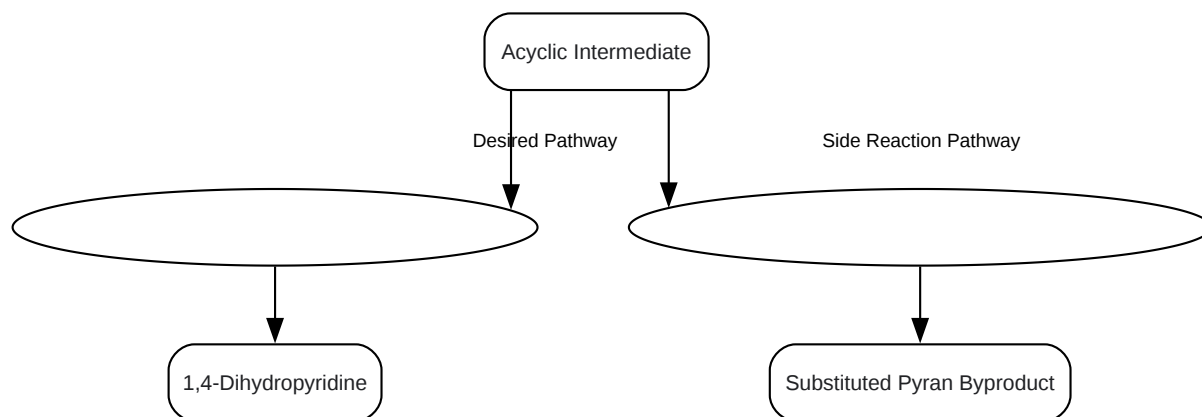 Acyclic Intermediate
Desired Pathway
Side Reaction Pathway
1,4-Dihydropyridine
Substituted Pyran Byproduct